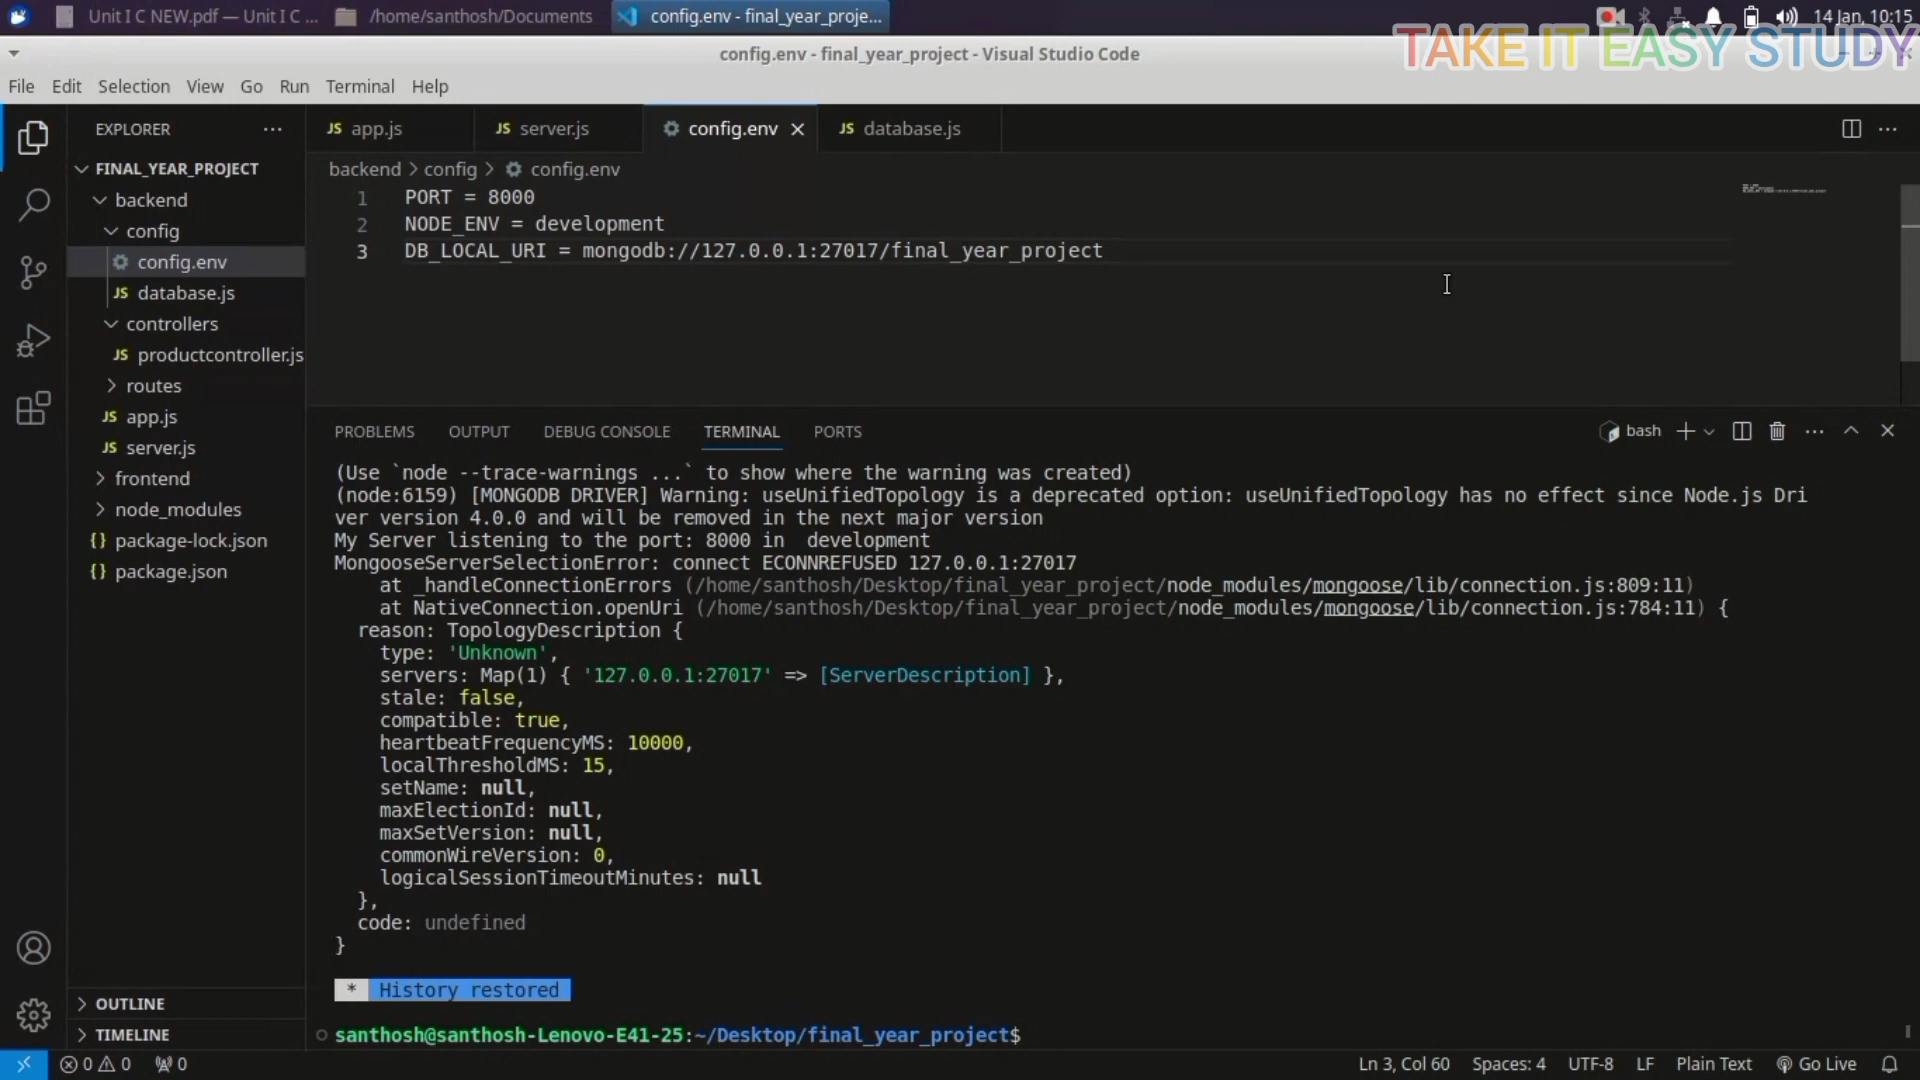 Unit I C NEW.pdf — Unit I C ...
/home/santhosh/Documents
config.env - final_year_proje...
14 Jan, 10:15
TAKE IT EASY STUDY
config.env - final_year_project - Visual Studio Code
File Edit Selection View Go Run Terminal Help
EXPLORER
FINAL_YEAR_PROJECT
backend
config
config.env
JS database.js
controllers
JS productcontroller.js
routes
JS app.js
JS server.js
frontend
node_modules
{} package-lock.json
{} package.json
OUTLINE
TIMELINE
JS app.js
JS server.js
config.env
JS database.js
backend > config > config.env
1 PORT = 8000
2 NODE_ENV = development
3 DB_LOCAL_URI = mongodb://127.0.0.1:27017/final_year_project
PROBLEMS OUTPUT DEBUG CONSOLE TERMINAL PORTS
bash
(Use `node --trace-warnings ...` to show where the warning was created)
(node:6159) [MONGODB DRIVER] Warning: useUnifiedTopology is a deprecated option: useUnifiedTopology has no effect since Node.js Dri
ver version 4.0.0 and will be removed in the next major version
My Server listening to the port: 8000 in  development
MongooseServerSelectionError: connect ECONNREFUSED 127.0.0.1:27017
    at _handleConnectionErrors (/home/santhosh/Desktop/final_year_project/node_modules/mongoose/lib/connection.js:809:11)
    at NativeConnection.openUri (/home/santhosh/Desktop/final_year_project/node_modules/mongoose/lib/connection.js:784:11) {
  reason: TopologyDescription {
    type: 'Unknown',
    servers: Map(1) { '127.0.0.1:27017' => [ServerDescription] },
    stale: false,
    compatible: true,
    heartbeatFrequencyMS: 10000,
    localThresholdMS: 15,
    setName: null,
    maxElectionId: null,
    maxSetVersion: null,
    commonWireVersion: 0,
    logicalSessionTimeoutMinutes: null
  },
  code: undefined
}
* History restored
santhosh@santhosh-Lenovo-E41-25:~/Desktop/final_year_project$
0 0 0
Ln 3, Col 60 Spaces: 4 UTF-8 LF Plain Text Go Live